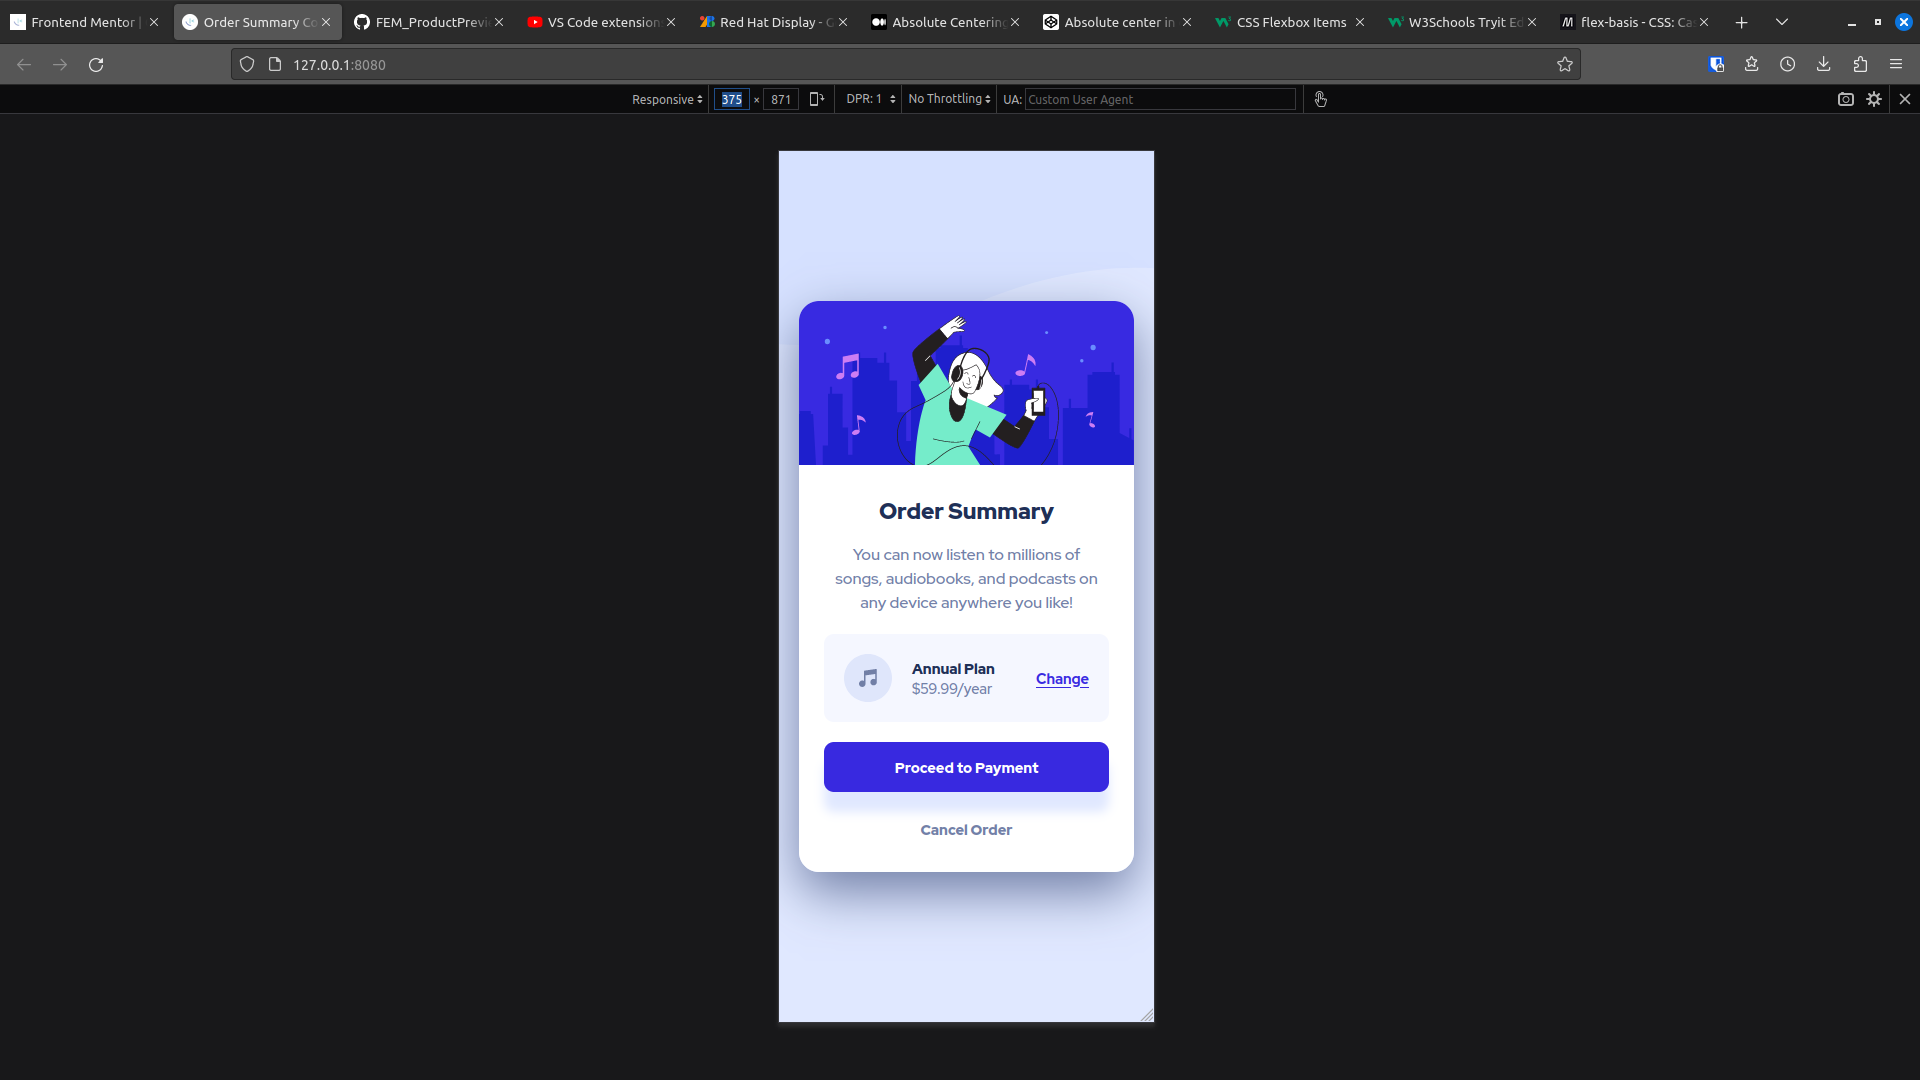 Frontend Mentor |
Order Summary Co
FEM_ProductPrevi
VS Code extension
Red Hat Display - G
Absolute Centering
Absolute center in
CSS Flexbox Items
W3Schools Tryit Ed
flex-basis - CSS: Ca
127.0.0.1:8080
Responsive 375 × 871 DPR: 1 No Throttling UA: Custom User Agent
Order Summary
You can now listen to millions of
songs, audiobooks, and podcasts on
any device anywhere you like!
Annual Plan
$59.99/year
Change
Proceed to Payment
Cancel Order